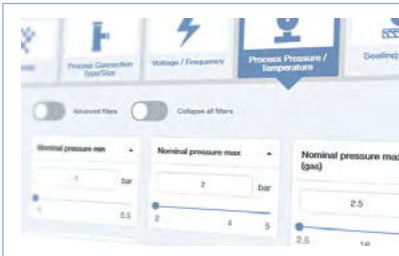 Process Connection
Type/Size
Voltage / Frequency
Process Pressure /
Temperature
Sealing
Advanced filters
Collapse all filters
Nominal pressure min
Nominal pressure max
Nominal pressure max
(gas)
-1
bar
2
bar
2.5
-1
0.5
2
4
5
2.5
16